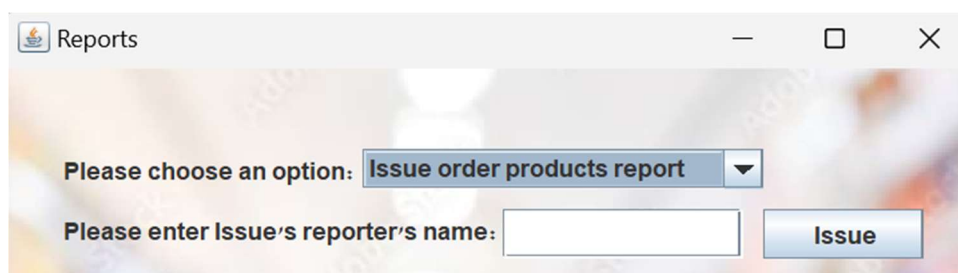 Reports
Please choose an option: Issue order products report
Please enter Issue's reporter's name: Issue